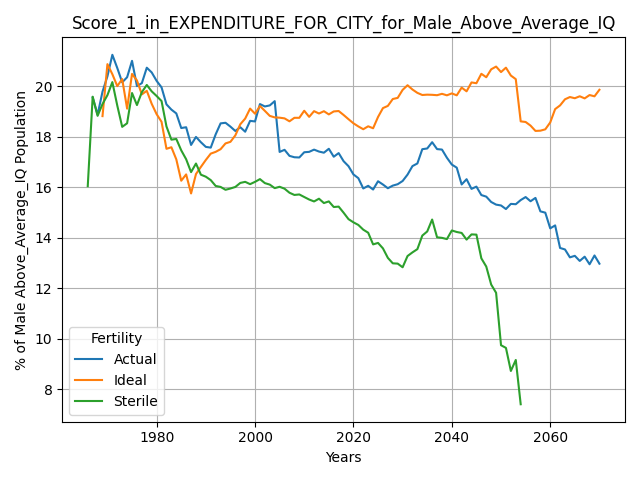 Score_1_in_EXPENDITURE_FOR_CITY_for_Male_Above_Average_IQ
% of Male Above_Average_IQ Population
20
18
16
14
12
10
8
Fertility
Actual
Ideal
Sterile
1980 2000 2020 2040 2060
Years